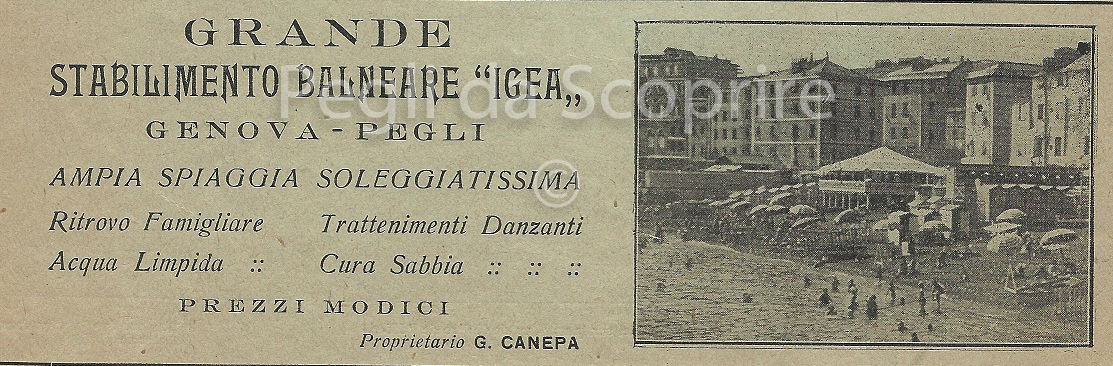 GRANDE
STABILIMENTO BALNEARE “IGEA„
GENOVA - PEGLI
AMPIA SPIAGGIA SOLEGGIATISSIMA
Ritrovo Famigliare Trattenimenti Danzanti
Acqua Limpida :: Cura Sabbia :: :: ::
PREZZI MODICI
Proprietario G. CANEPA
Pegli da Scoprire
©